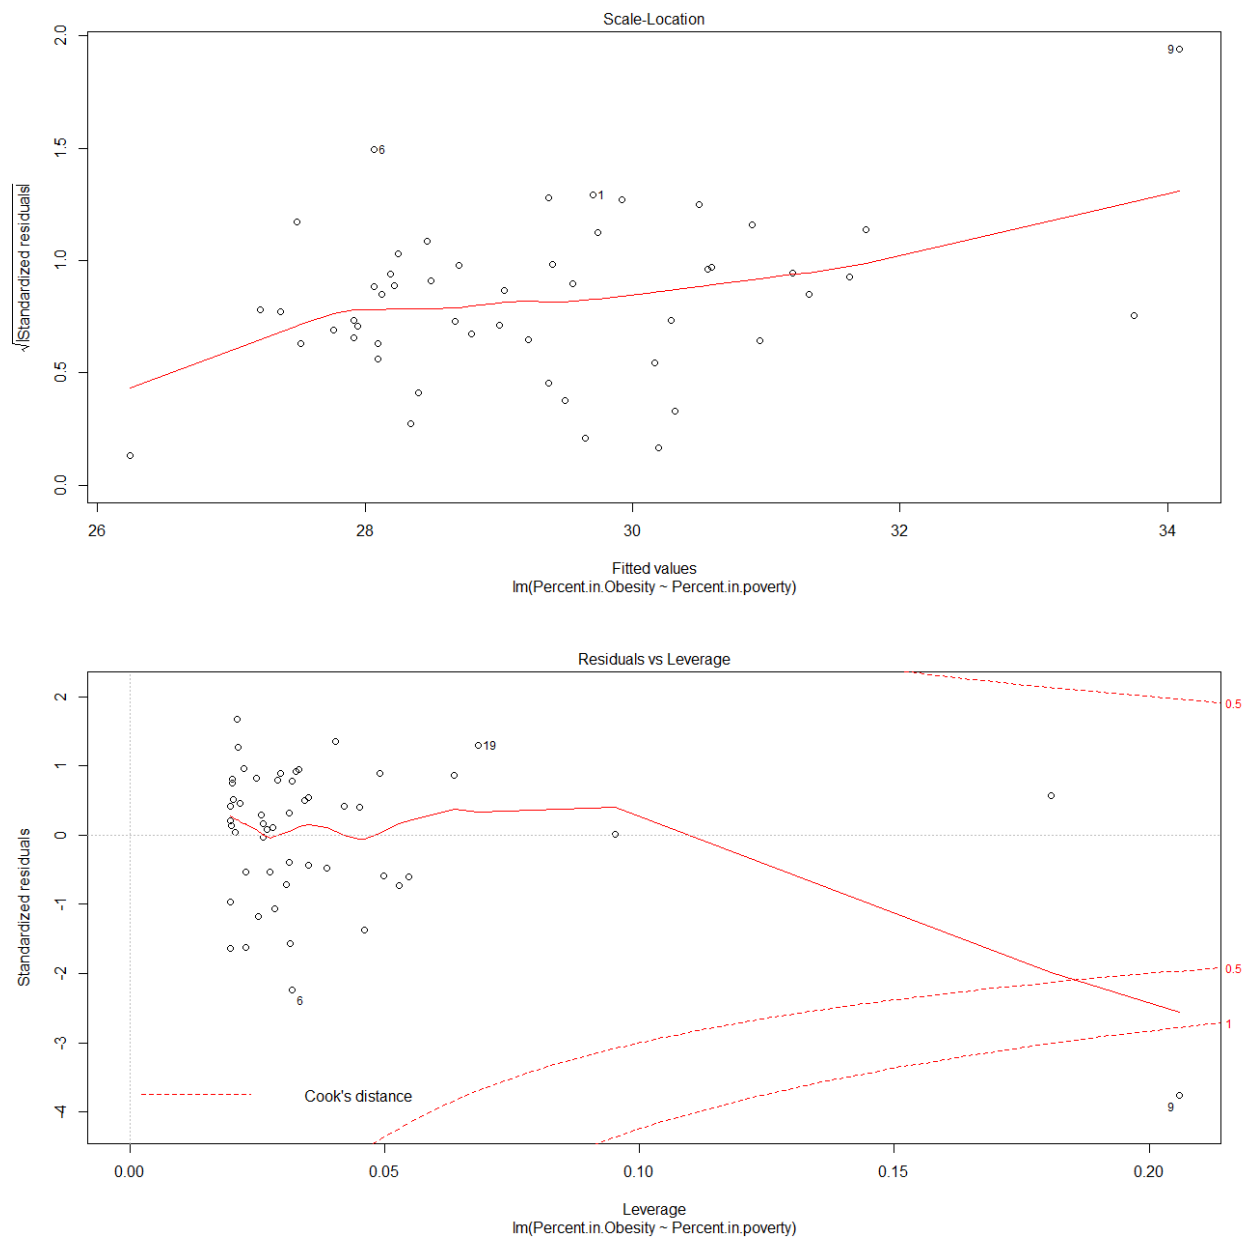 Scale-Location
2.0
1.5
1.0
0.5
0.0
√|Standardized residuals|
9
6
1
26 28 30 32 34
Fitted values
lm(Percent.in.Obesity ~ Percent.in.poverty)
Residuals vs Leverage
2
1
0
-1
-2
-3
-4
Standardized residuals
0.5
19
0.5
6
1
Cook's distance
9
0.00 0.05 0.10 0.15 0.20
Leverage
lm(Percent.in.Obesity ~ Percent.in.poverty)